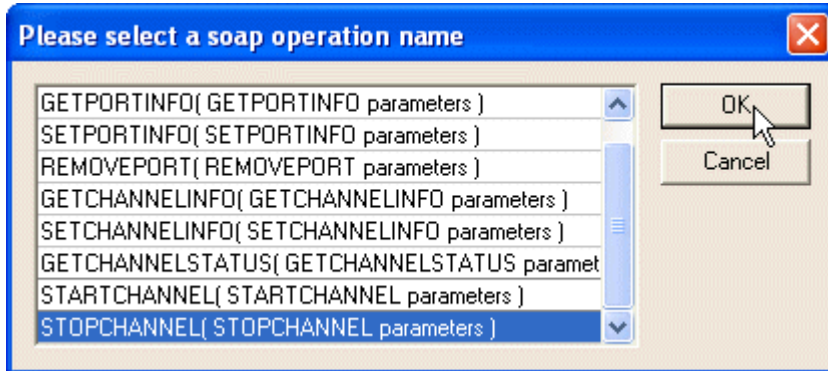 Please select a soap operation name
GETPORTINFO( GETPORTINFO parameters )
SETPORTINFO( SETPORTINFO parameters )
REMOVEPORT( REMOVEPORT parameters )
GETCHANNELINFO( GETCHANNELINFO parameters )
SETCHANNELINFO( SETCHANNELINFO parameters )
GETCHANNELSTATUS( GETCHANNELSTATUS paramet
STARTCHANNEL( STARTCHANNEL parameters )
STOPCHANNEL( STOPCHANNEL parameters )
OK
Cancel